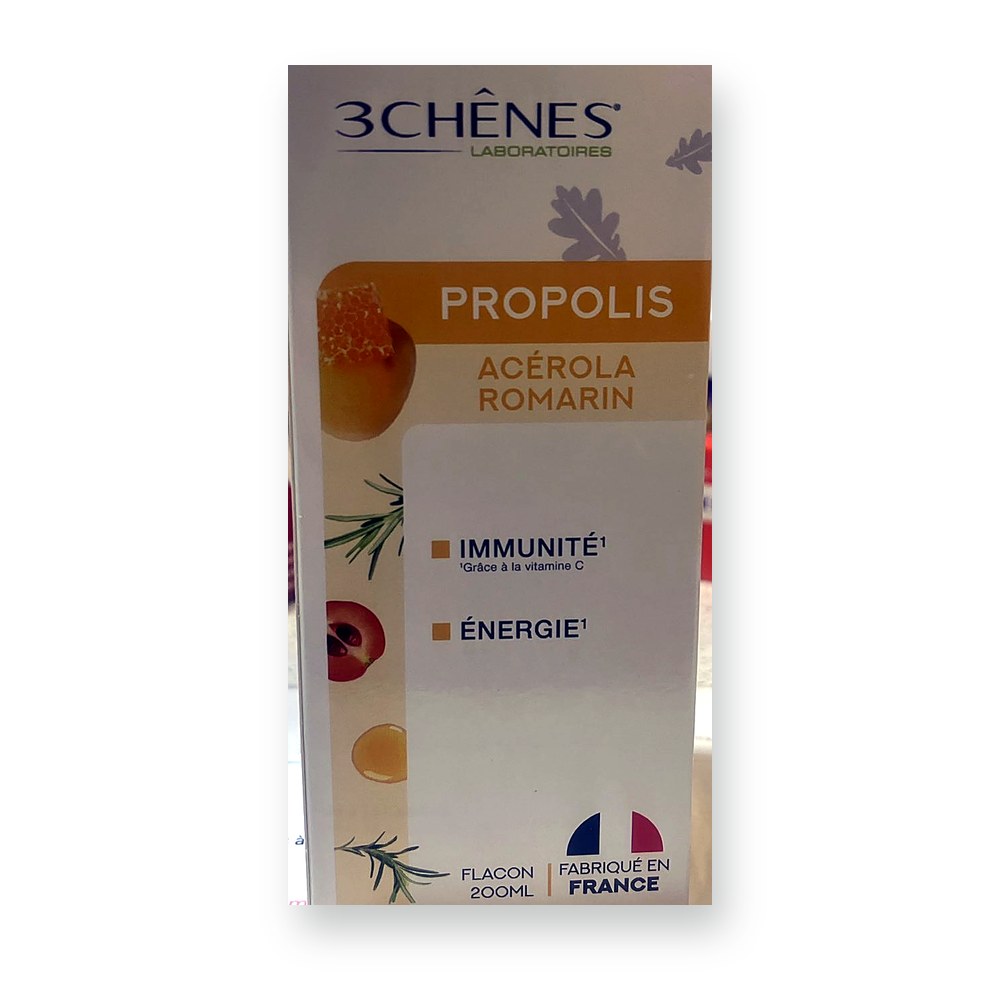 3CHÊNES
LABORATOIRES
PROPOLIS
ACÉROLA
ROMARIN
IMMUNITÉ¹
¹Grâce à la vitamine C
ÉNERGIE¹
FLACON
200ML
FABRIQUÉ EN
FRANCE
à